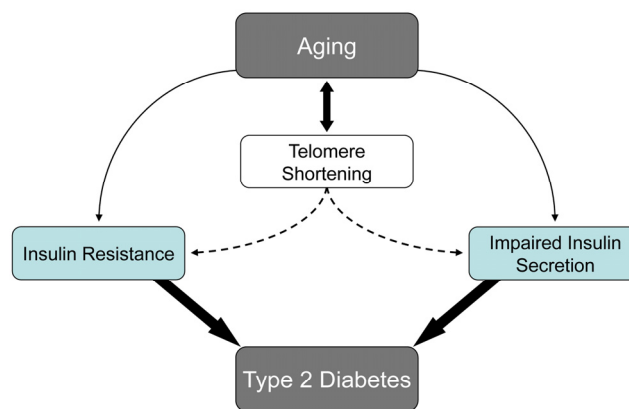 Aging
Telomere
Shortening
Insulin Resistance
Impaired Insulin
Secretion
Type 2 Diabetes